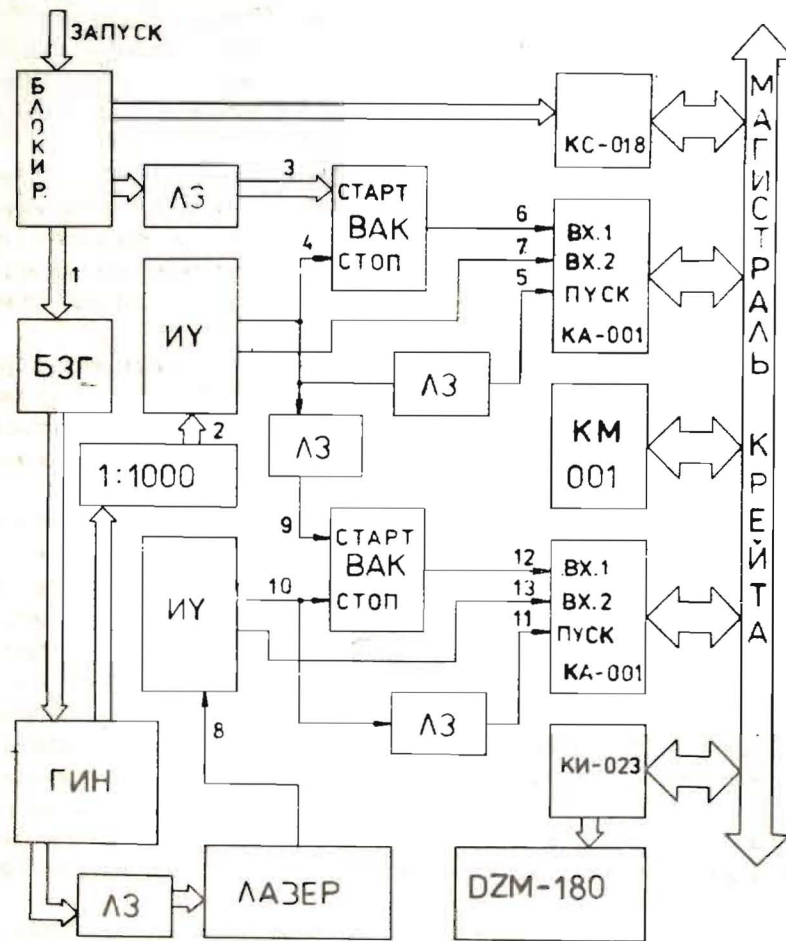 ЗАПУСК
БЛОКИР.
КС-018
ЛЗ
3
СТАРТ
ВАК
СТОП
4
6
7
5
ВХ.1
ВХ.2
ПУСК
КА-001
1
ИУ
БЗГ
ЛЗ
ЛЗ
2
1:1000
КМ
001
9
СТАРТ
ВАК
СТОП
10
ИУ
12
13
11
ВХ.1
ВХ.2
ПУСК
КА-001
8
ЛЗ
ГИН
КИ-023
ЛЗ
ЛАЗЕР
DZM-180
МАГИСТРАЛЬ КРЕЙТА